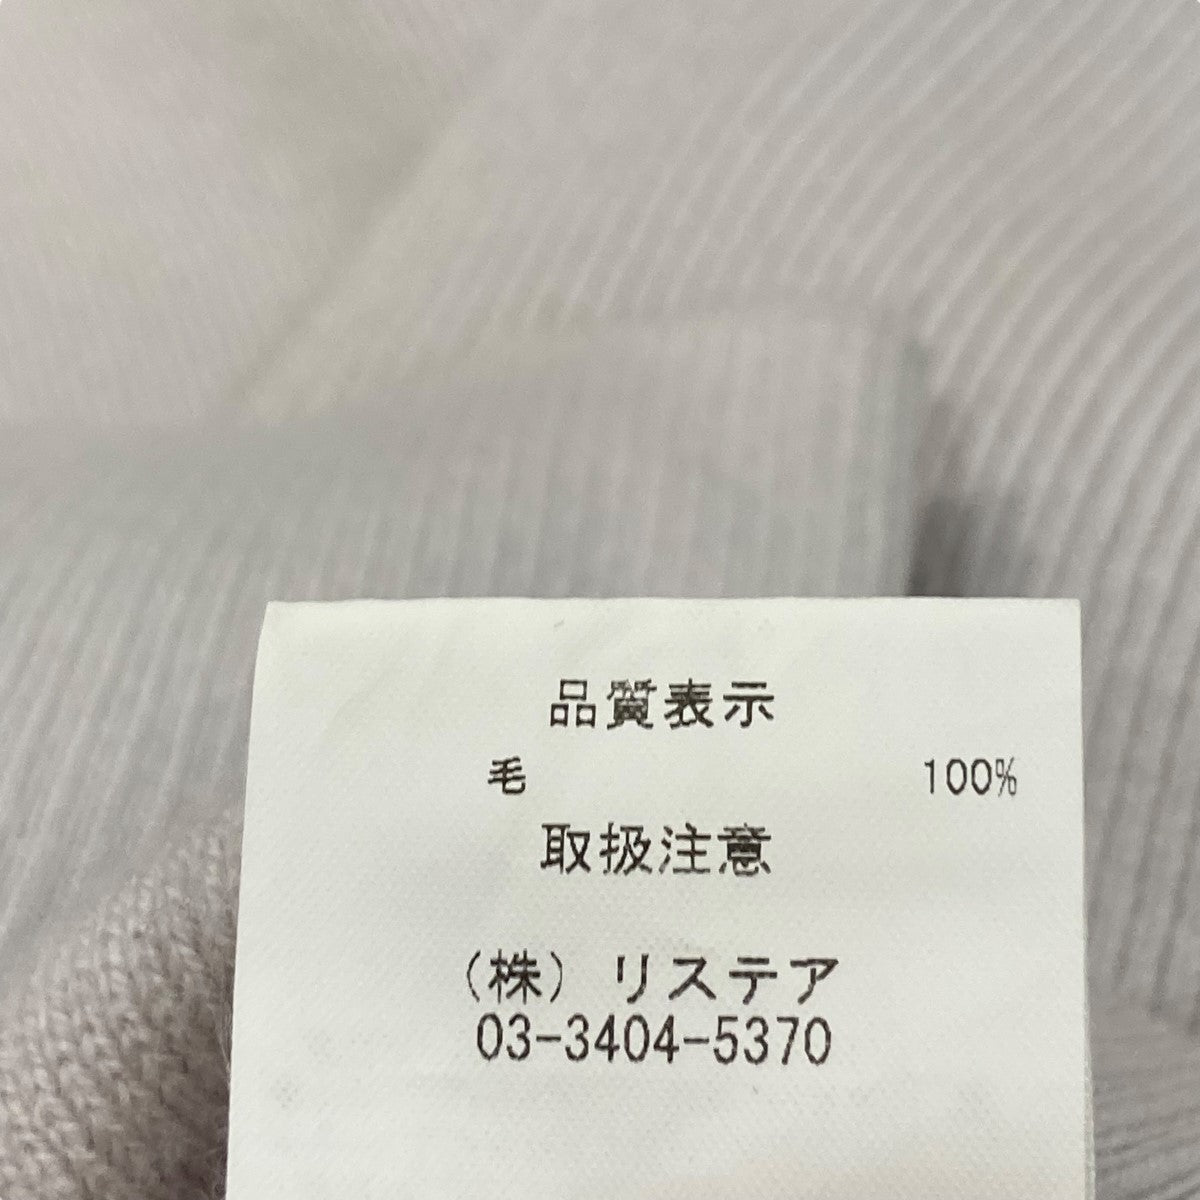 品質表示
毛 100%
取扱注意
(株) リステア
03-3404-5370